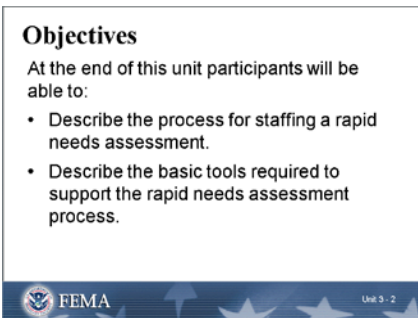 Objectives
At the end of this unit participants will be
able to:
• Describe the process for staffing a rapid
needs assessment.
• Describe the basic tools required to
support the rapid needs assessment
process.
FEMA
Unit 3 - 2